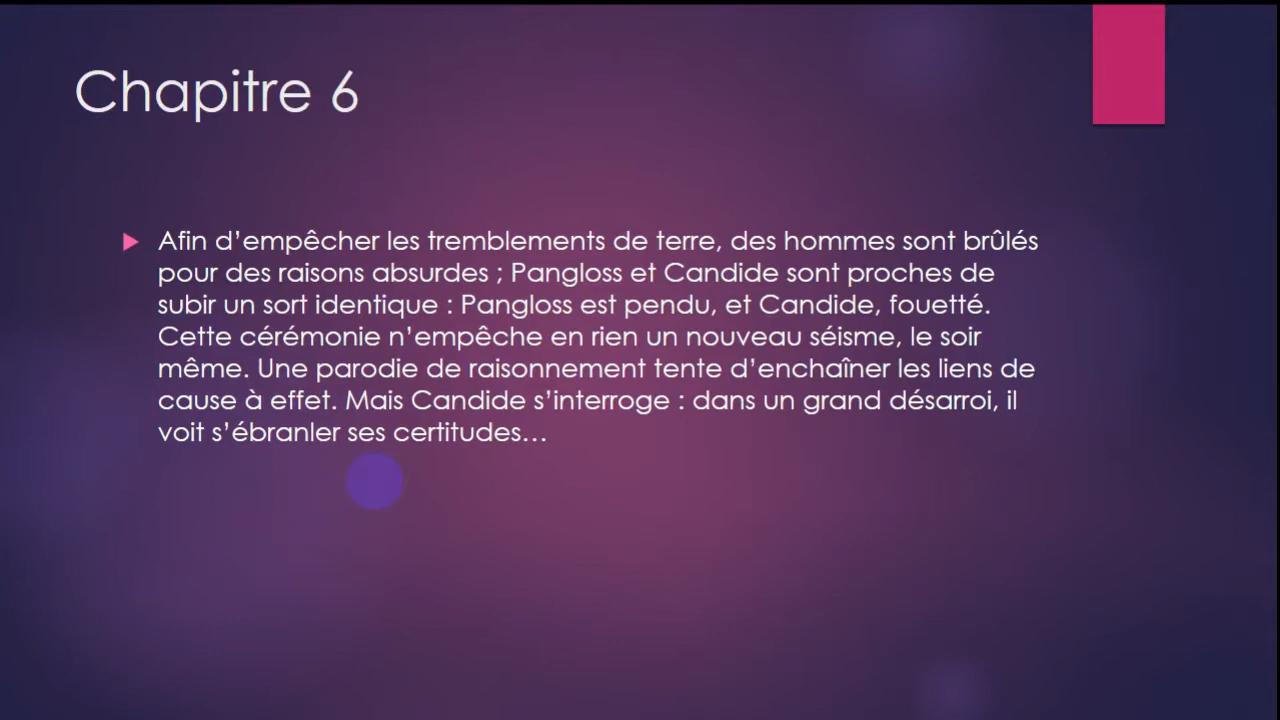 Chapitre 6
Afin d’empêcher les tremblements de terre, des hommes sont brûlés
pour des raisons absurdes ; Pangloss et Candide sont proches de
subir un sort identique : Pangloss est pendu, et Candide, fouetté.
Cette cérémonie n’empêche en rien un nouveau séisme, le soir
même. Une parodie de raisonnement tente d’enchaîner les liens de
cause à effet. Mais Candide s’interroge : dans un grand désarroi, il
voit s’ébranler ses certitudes…